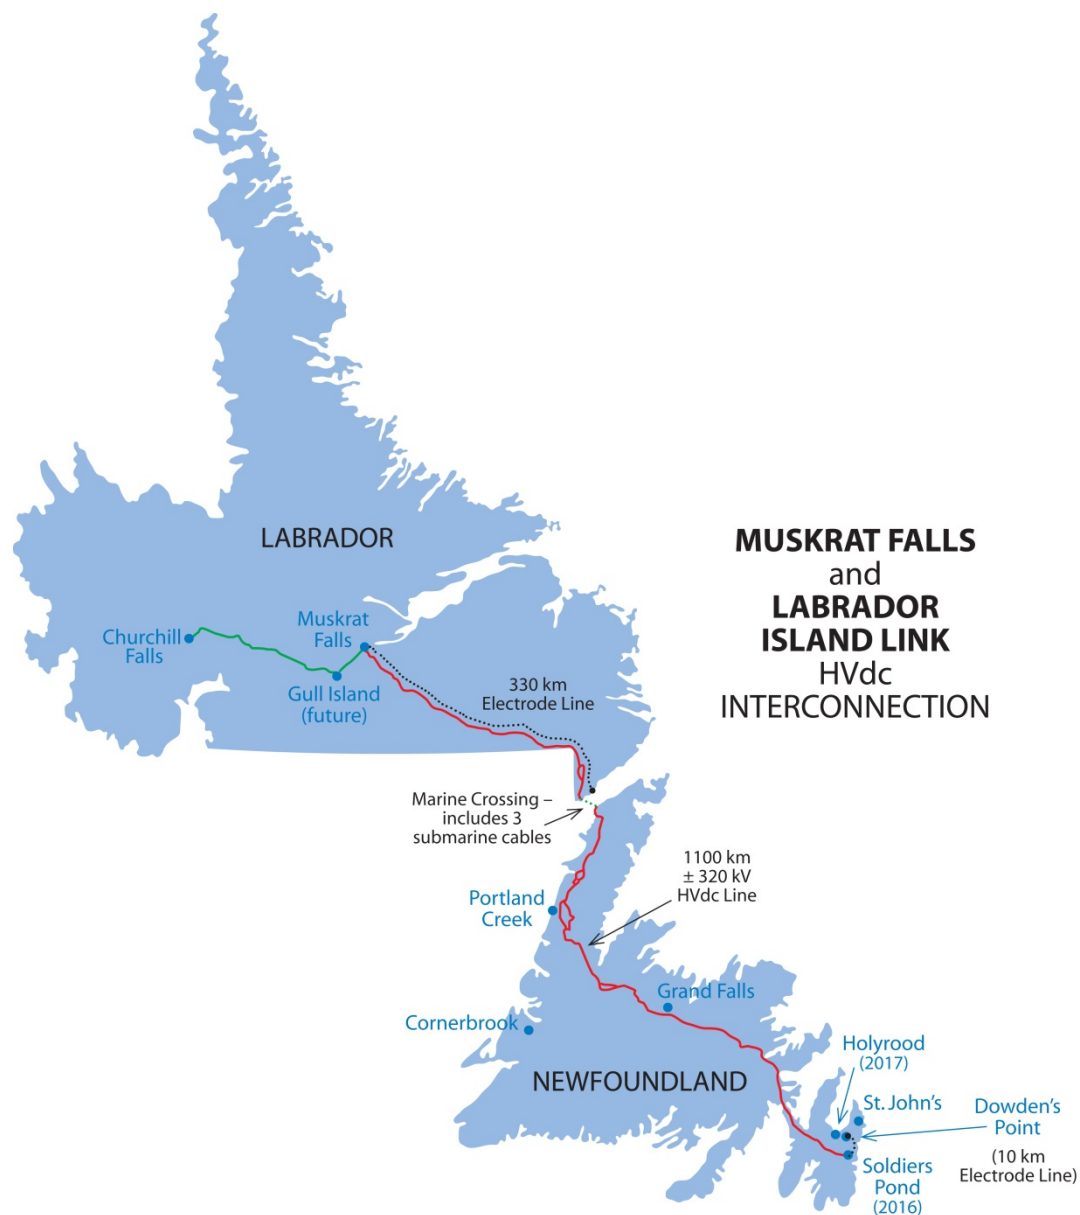 LABRADOR
MUSKRAT FALLS
and
LABRADOR
ISLAND LINK
HVdc
INTERCONNECTION
Churchill
Falls
Muskrat
Falls
Gull Island
(future)
330 km
Electrode Line
Marine Crossing –
includes 3
submarine cables
1100 km
± 320 kV
HVdc Line
Portland
Creek
Grand Falls
Cornerbrook
NEWFOUNDLAND
Holyrood
(2017)
St. John's
Dowden's
Point
(10 km
Electrode Line)
Soldiers
Pond
(2016)